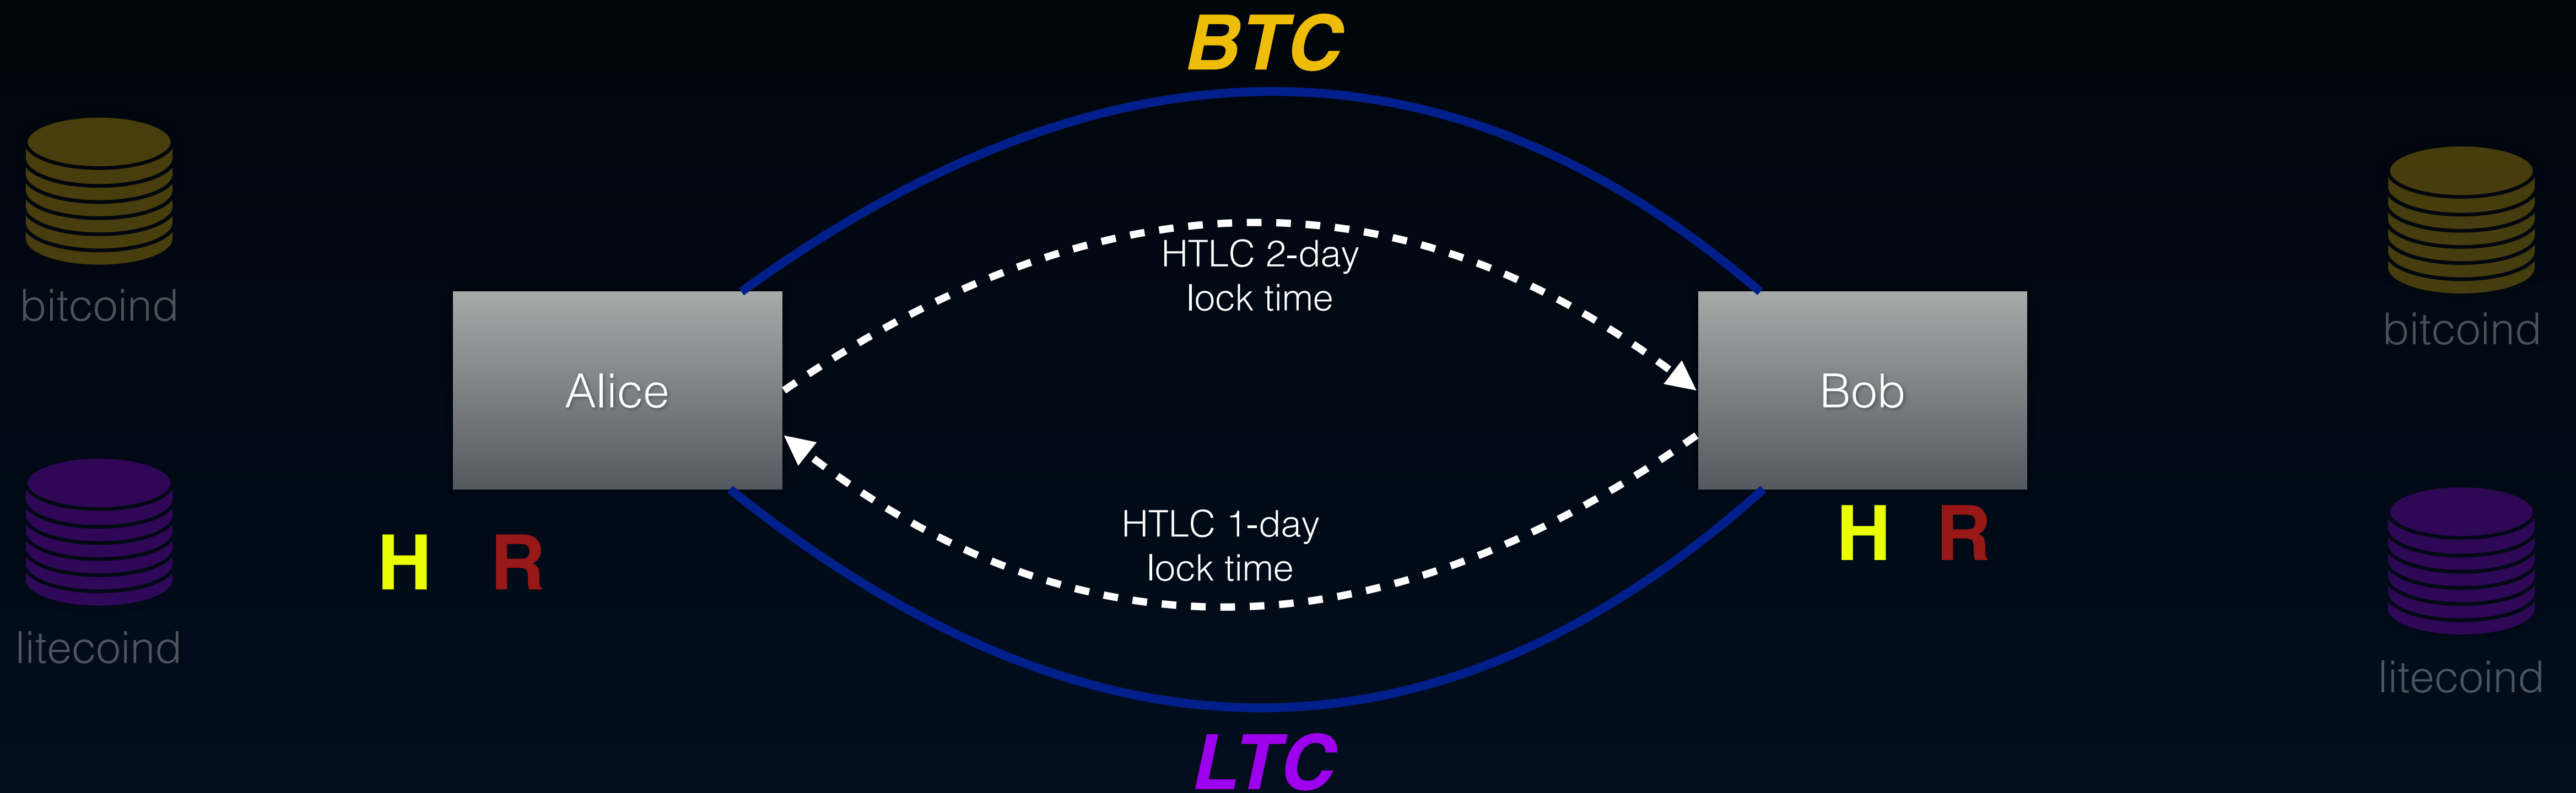 BTC
HTLC 2-day
lock time
bitcoind
bitcoind
Alice
Bob
HTLC 1-day
lock time
H R
H R
litecoind
litecoind
LTC